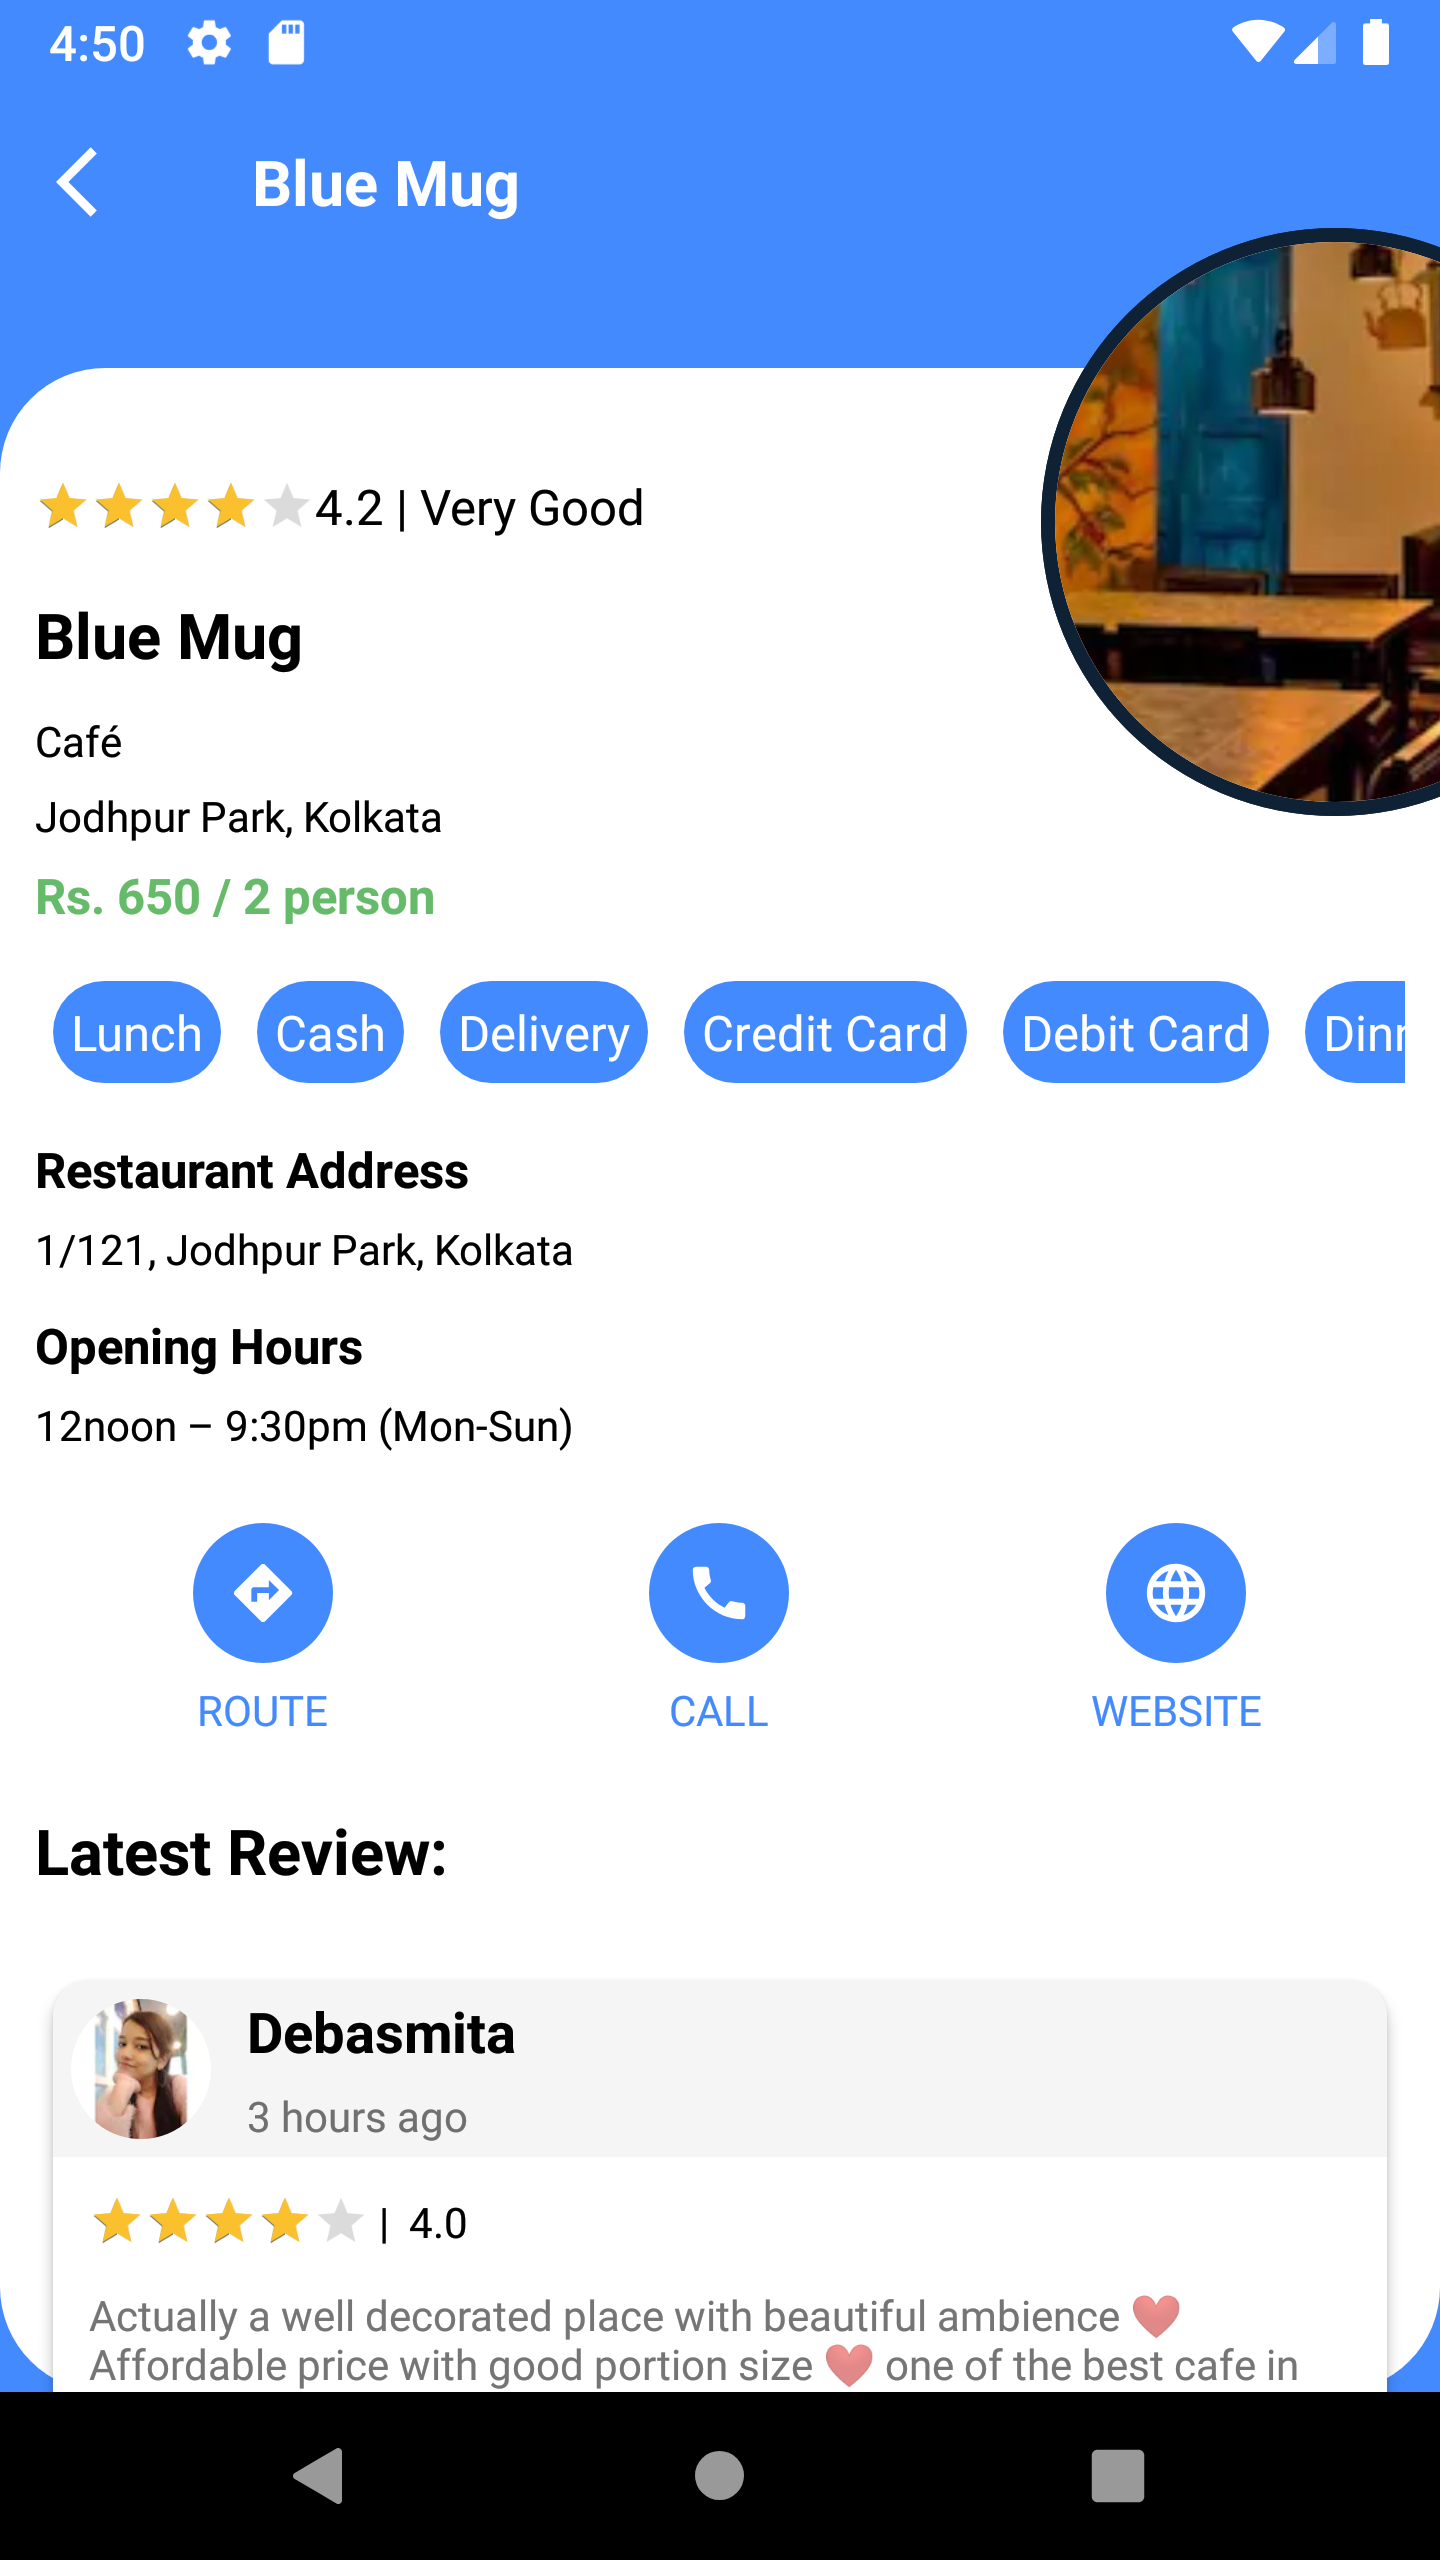 4:50
Blue Mug
4.2 | Very Good
Blue Mug
Café
Jodhpur Park, Kolkata
Rs. 650 / 2 person
Lunch Cash Delivery Credit Card Debit Card
Restaurant Address
1/121, Jodhpur Park, Kolkata
Opening Hours
12noon – 9:30pm (Mon-Sun)
ROUTE CALL WEBSITE
Latest Review:
Debasmita
3 hours ago
| 4.0
Actually a well decorated place with beautiful ambience ❤
Affordable price with good portion size ❤ one of the best cafe in